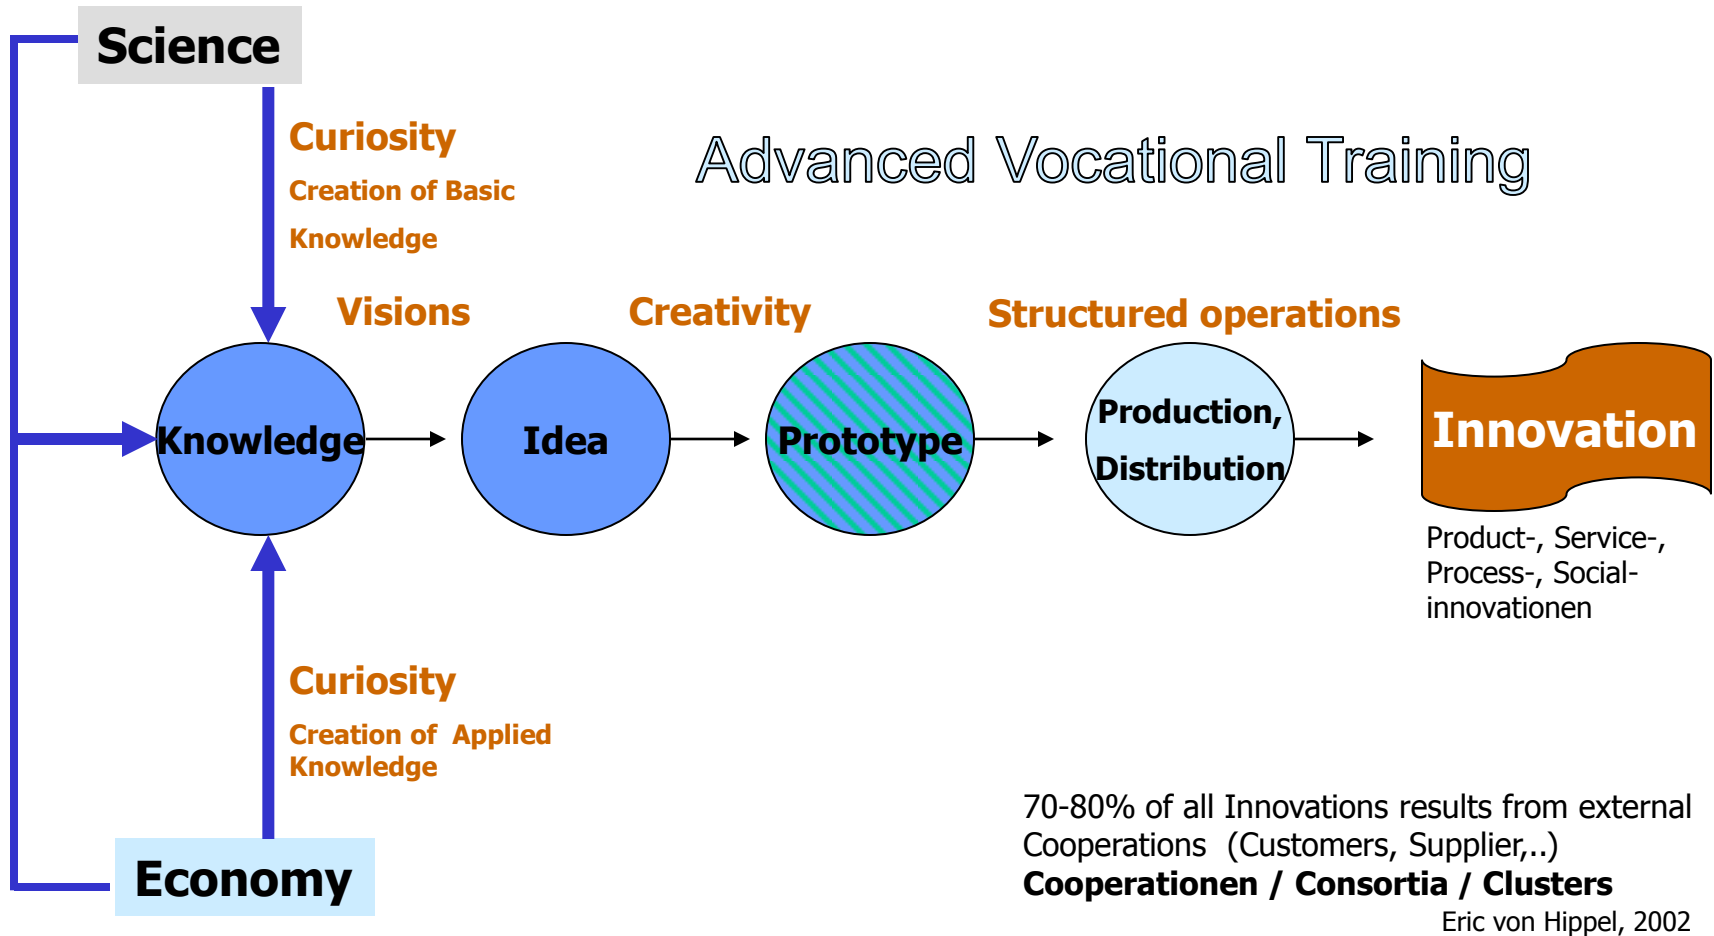 Science
Curiosity
Creation of Basic
Knowledge
Advanced Vocational Training
Visions
Creativity
Structured operations
Knowledge
Idea
Prototype
Production,
Distribution
Innovation
Product-, Service-,
Process-, Social-
innovationen
Curiosity
Creation of  Applied
Knowledge
Economy
70-80% of all Innovations results from external
Cooperations  (Customers, Supplier,..)
Cooperationen / Consortia / Clusters
Eric von Hippel, 2002